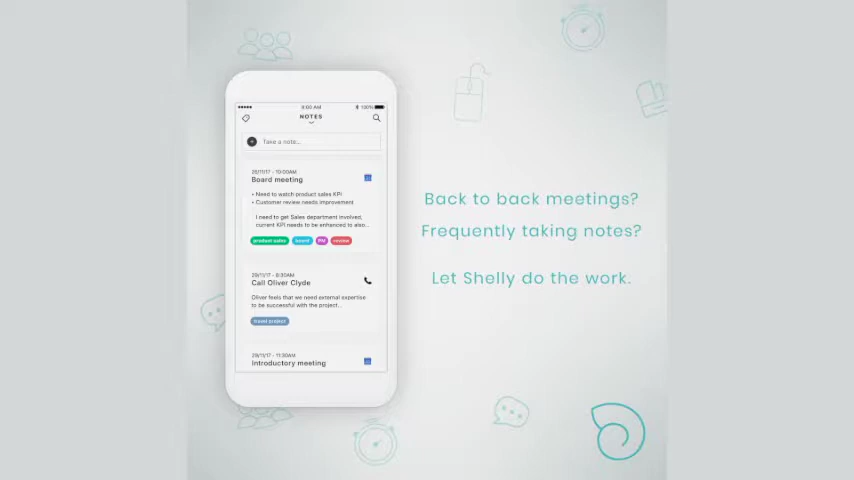 9:00 AM
100%
NOTES
Take a note...
28/11/17 - 10:00AM
Board meeting
• Need to watch product sales KPI
• Customer review needs improvement
I need to get Sales department involved,
current KPI needs to be enhanced to also...
product sales board PM review
29/11/17 - 8:30AM
Call Oliver Clyde
Oliver feels that we need external expertise
to be successful with the project...
29/11/17 - 11:30AM
Introductory meeting
Back to back meetings?
Frequently taking notes?
Let Shelly do the work.